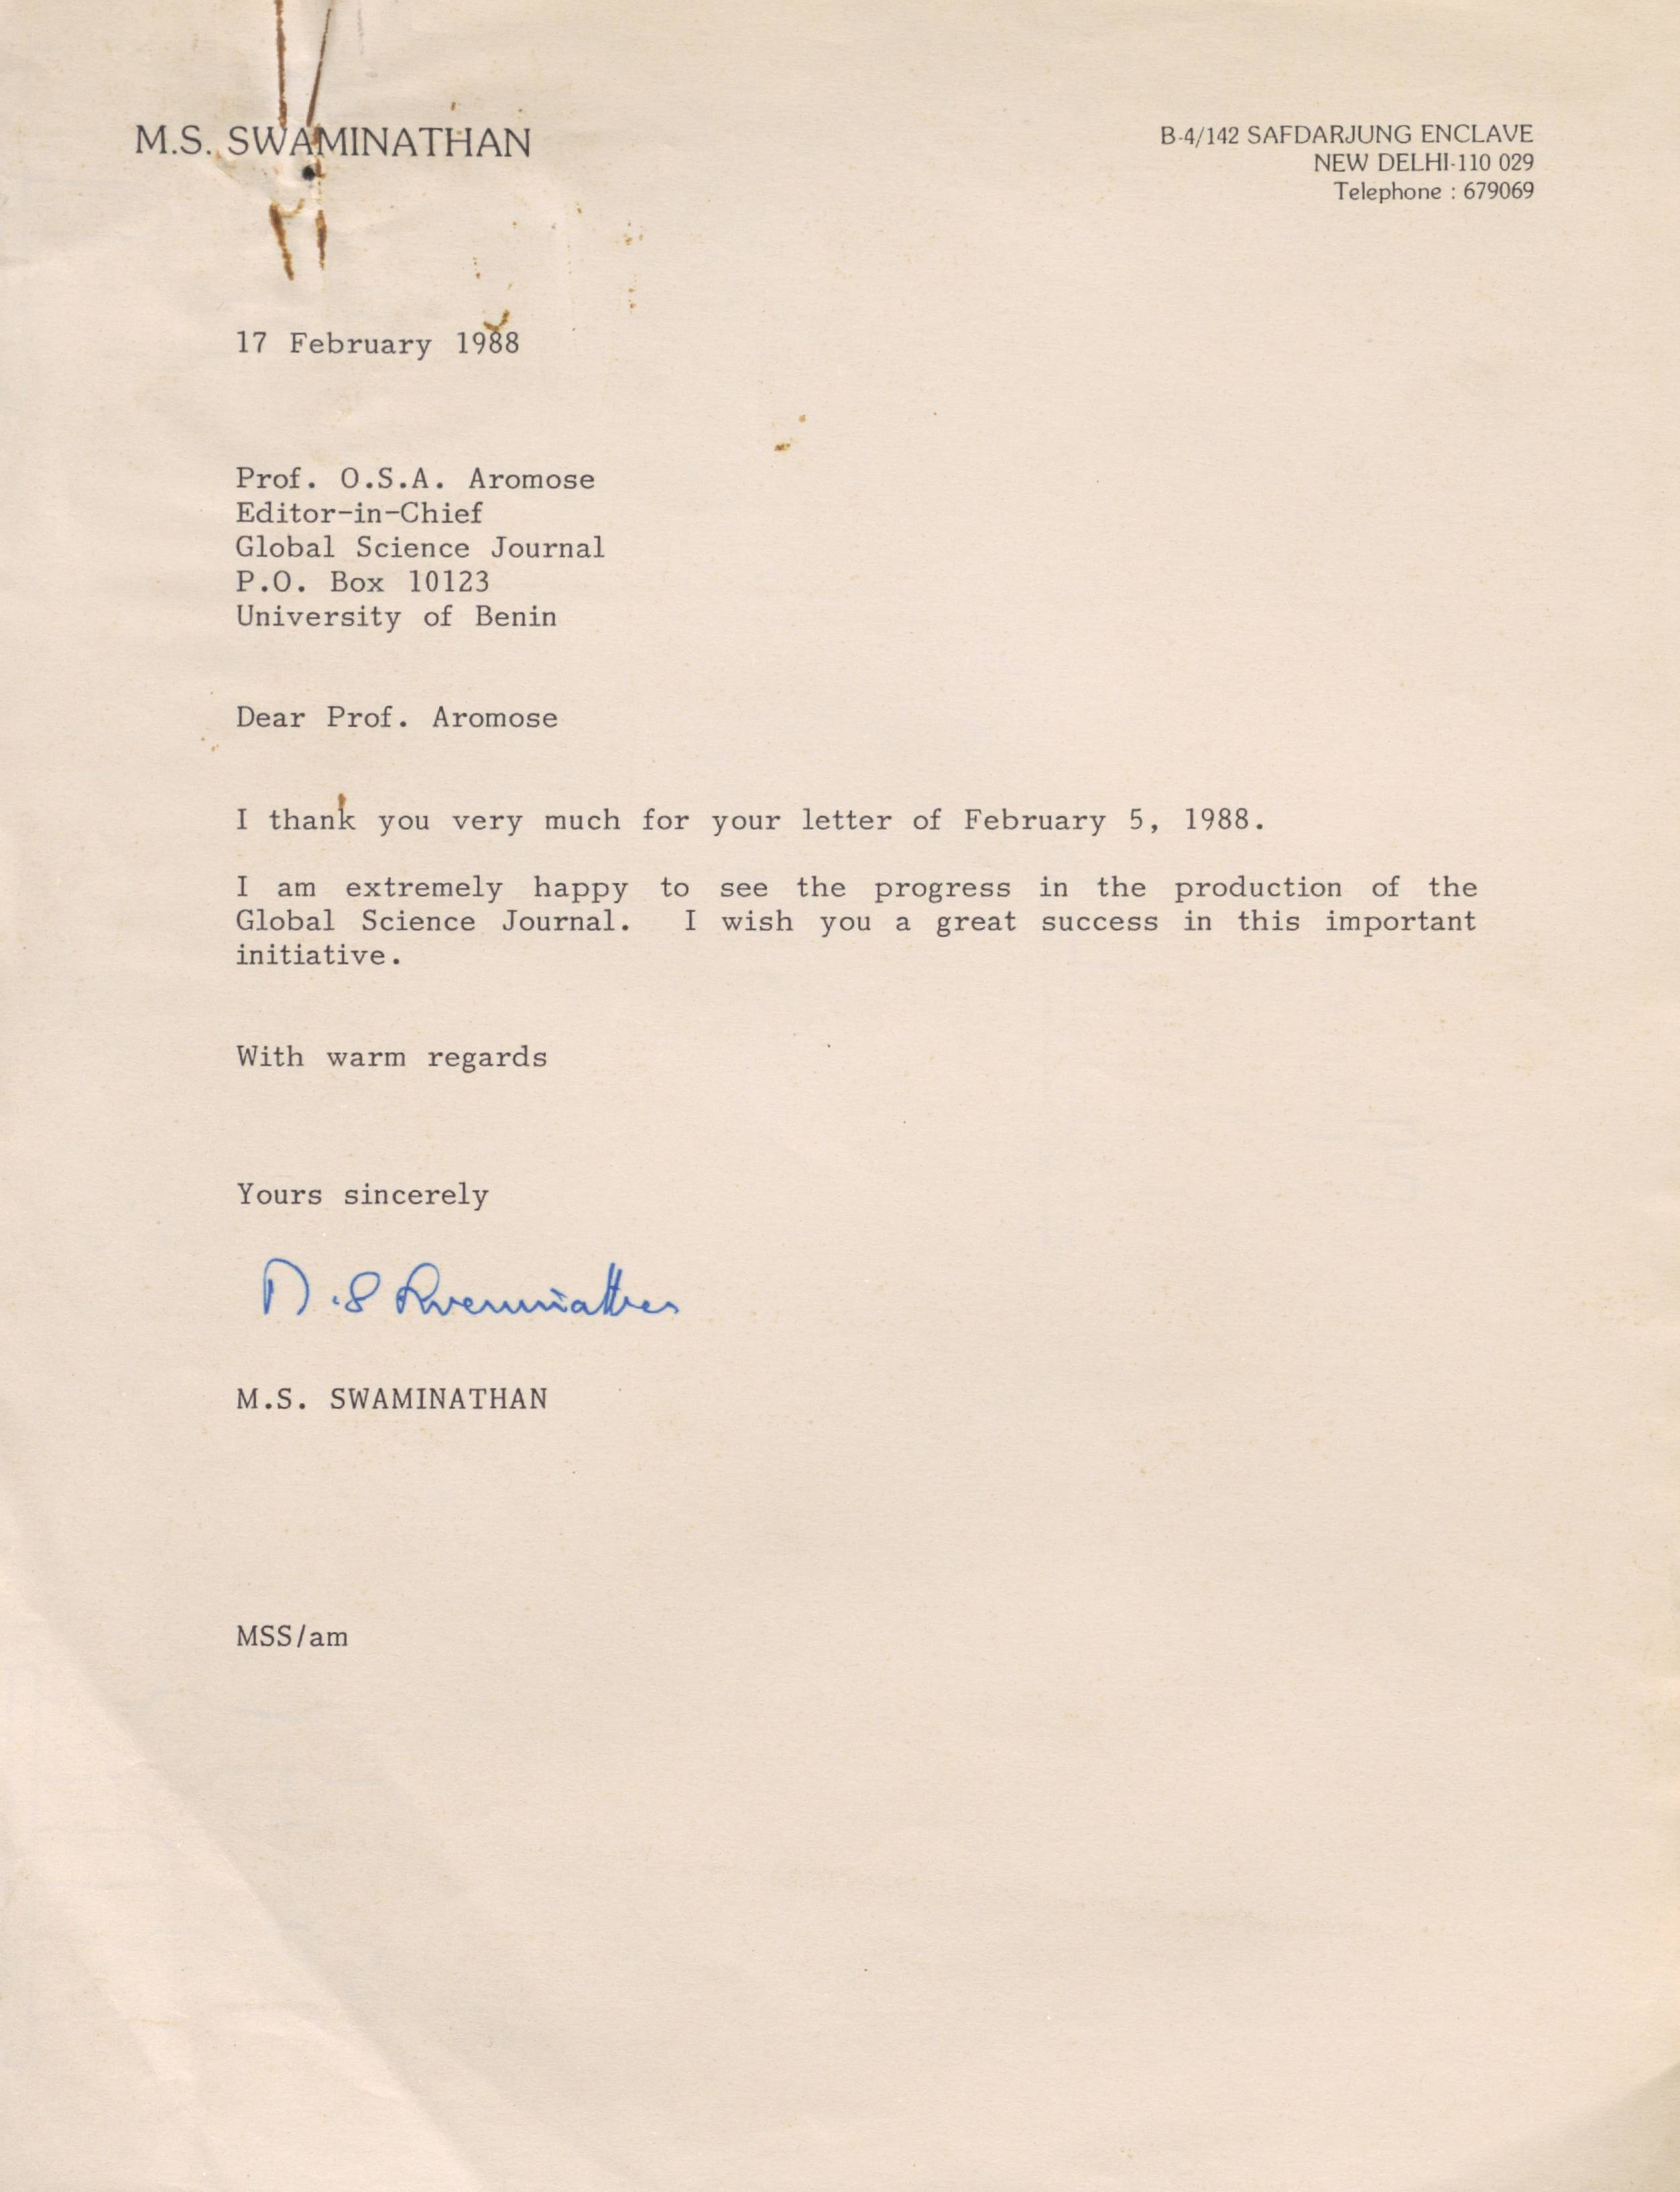 M.S. SWAMINATHAN
B-4/142 SAFDARJUNG ENCLAVE
NEW DELHI-110 029
Telephone : 679069
17 February 1988
Prof. O.S.A. Aromose
Editor-in-Chief
Global Science Journal
P.O. Box 10123
University of Benin
Dear Prof. Aromose
I thank you very much for your letter of February 5, 1988.
I am extremely happy to see the progress in the production of the
Global Science Journal. I wish you a great success in this important
initiative.
With warm regards
Yours sincerely
M.S. Swaminathan
M.S. SWAMINATHAN
MSS/am